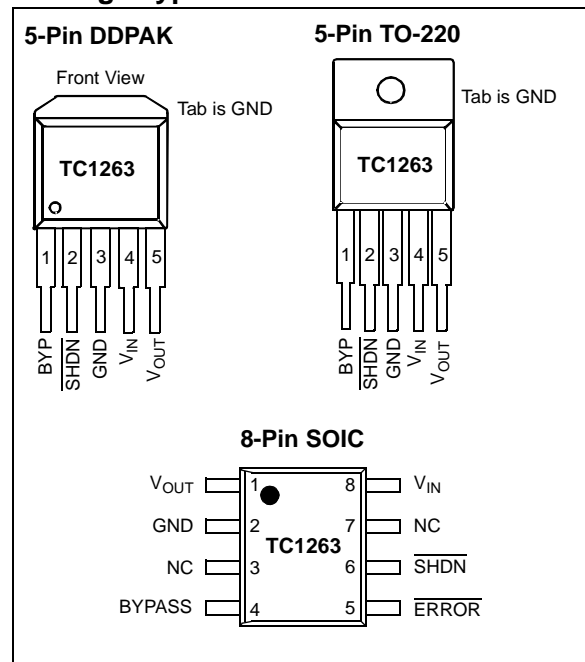 5-Pin DDPAK
Front View
Tab is GND
TC1263
1 2 3 4 5
BYP
SHDN
GND
VIN
VOUT
5-Pin TO-220
Tab is GND
TC1263
1 2 3 4 5
BYP
SHDN
GND
VIN
VOUT
8-Pin SOIC
VOUT 1 8 VIN
GND 2 7 NC
TC1263
NC 3 6 SHDN
BYPASS 4 5 ERROR